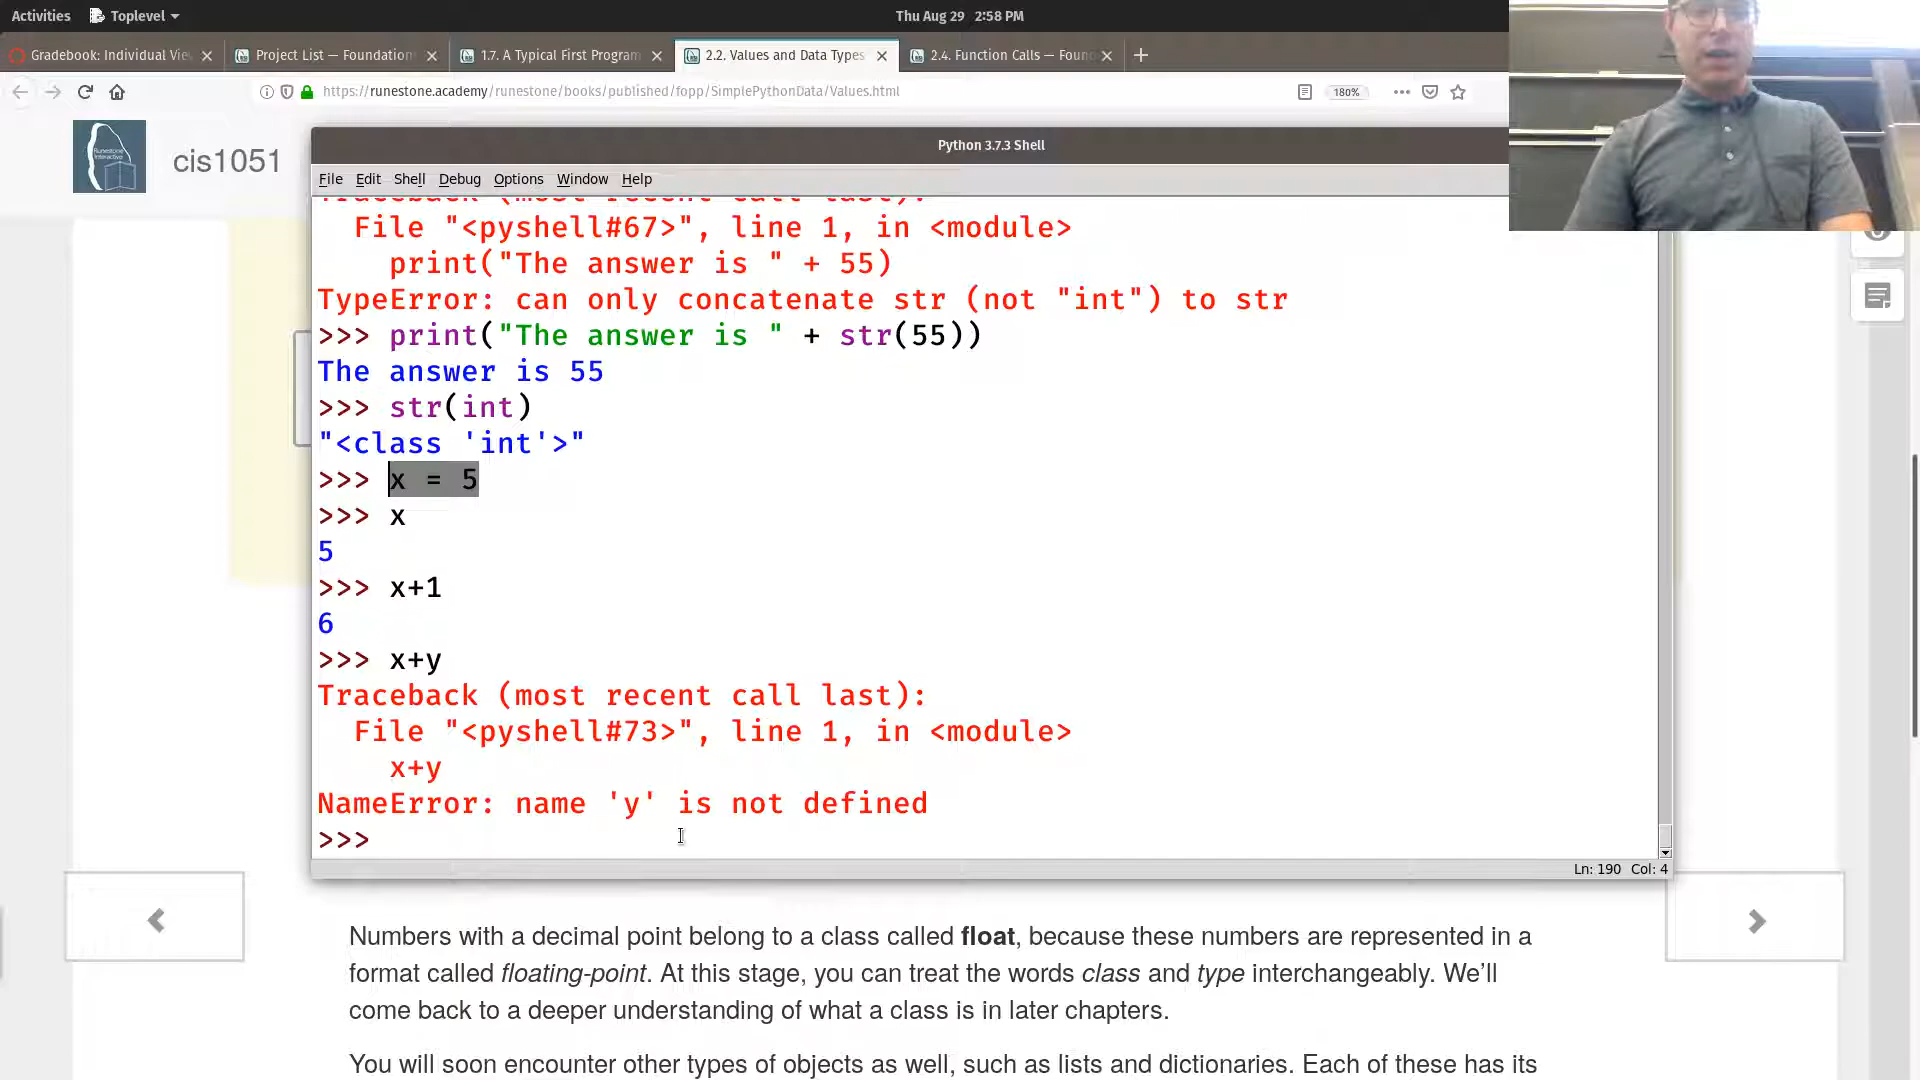 Activities Toplevel Thu Aug 29 2:58 PM
Gradebook: Individual Vie Project List — Foundation 1.7. A Typical First Program 2.2. Values and Data Types 2.4. Function Calls — Foun
https://runestone.academy/runestone/books/published/fopp/SimplePythonData/Values.html 180%
cis1051
Python 3.7.3 Shell
File Edit Shell Debug Options Window Help
Traceback (most recent call last):
File "<pyshell#67>", line 1, in <module>
print("The answer is " + 55)
TypeError: can only concatenate str (not "int") to str
>>> print("The answer is " + str(55))
The answer is 55
>>> str(int)
"<class 'int'>"
>>> x = 5
>>> x
5
>>> x+1
6
>>> x+y
Traceback (most recent call last):
File "<pyshell#73>", line 1, in <module>
x+y
NameError: name 'y' is not defined
>>>
Ln: 190 Col: 4
Numbers with a decimal point belong to a class called float, because these numbers are represented in a
format called floating-point. At this stage, you can treat the words class and type interchangeably. We’ll
come back to a deeper understanding of what a class is in later chapters.
You will soon encounter other types of objects as well, such as lists and dictionaries. Each of these has its